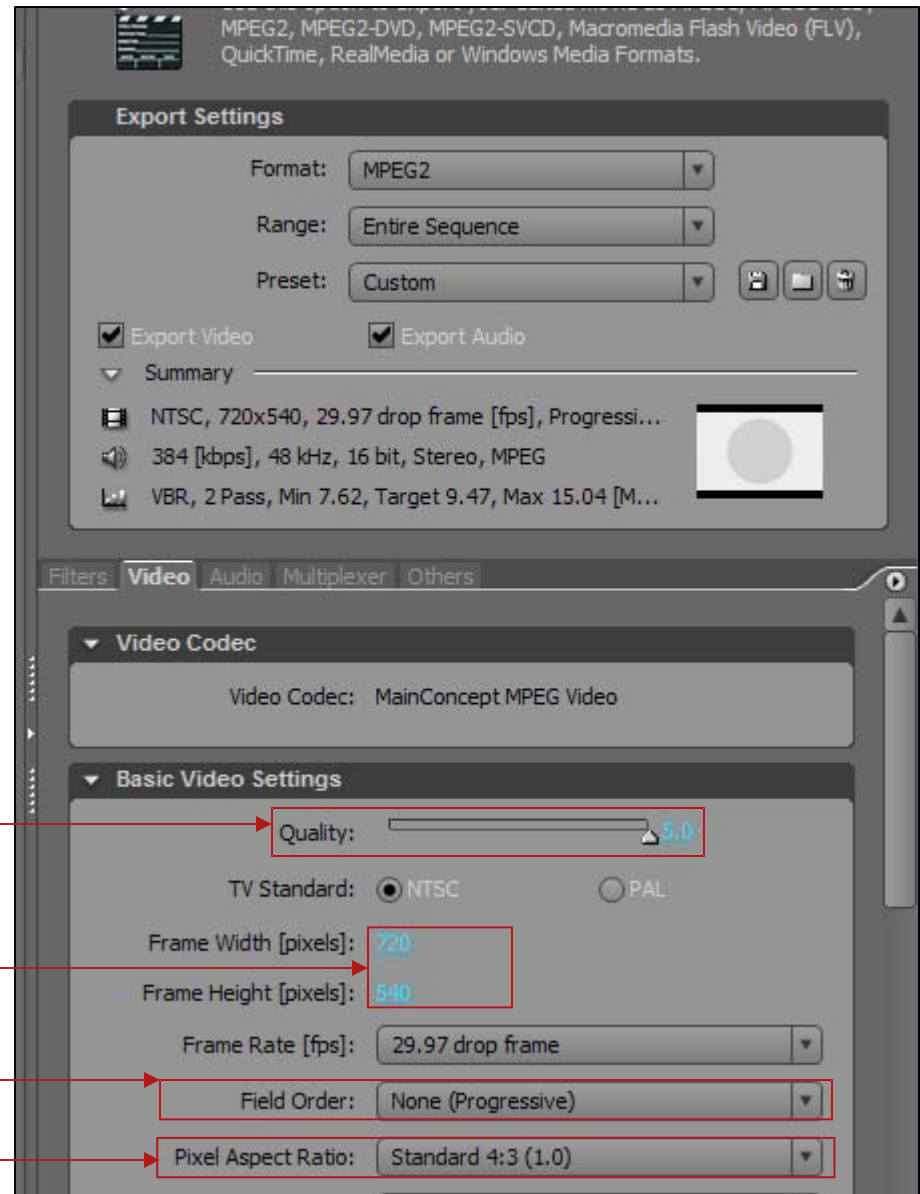 MPEG2, MPEG2-DVD, MPEG2-SVCD, Macromedia Flash Video (FLV),
QuickTime, RealMedia or Windows Media Formats.
Export Settings
Format: MPEG2
Range: Entire Sequence
Preset: Custom
Export Video Export Audio
Summary
NTSC, 720x540, 29.97 drop frame [fps], Progressi...
384 [kbps], 48 kHz, 16 bit, Stereo, MPEG
VBR, 2 Pass, Min 7.62, Target 9.47, Max 15.04 [M...
Filters Video Audio Multiplexer Others
Video Codec
Video Codec: MainConcept MPEG Video
Basic Video Settings
Quality: 5.0
TV Standard: NTSC PAL
Frame Width [pixels]: 720
Frame Height [pixels]: 540
Frame Rate [fps]: 29.97 drop frame
Field Order: None (Progressive)
Pixel Aspect Ratio: Standard 4:3 (1.0)